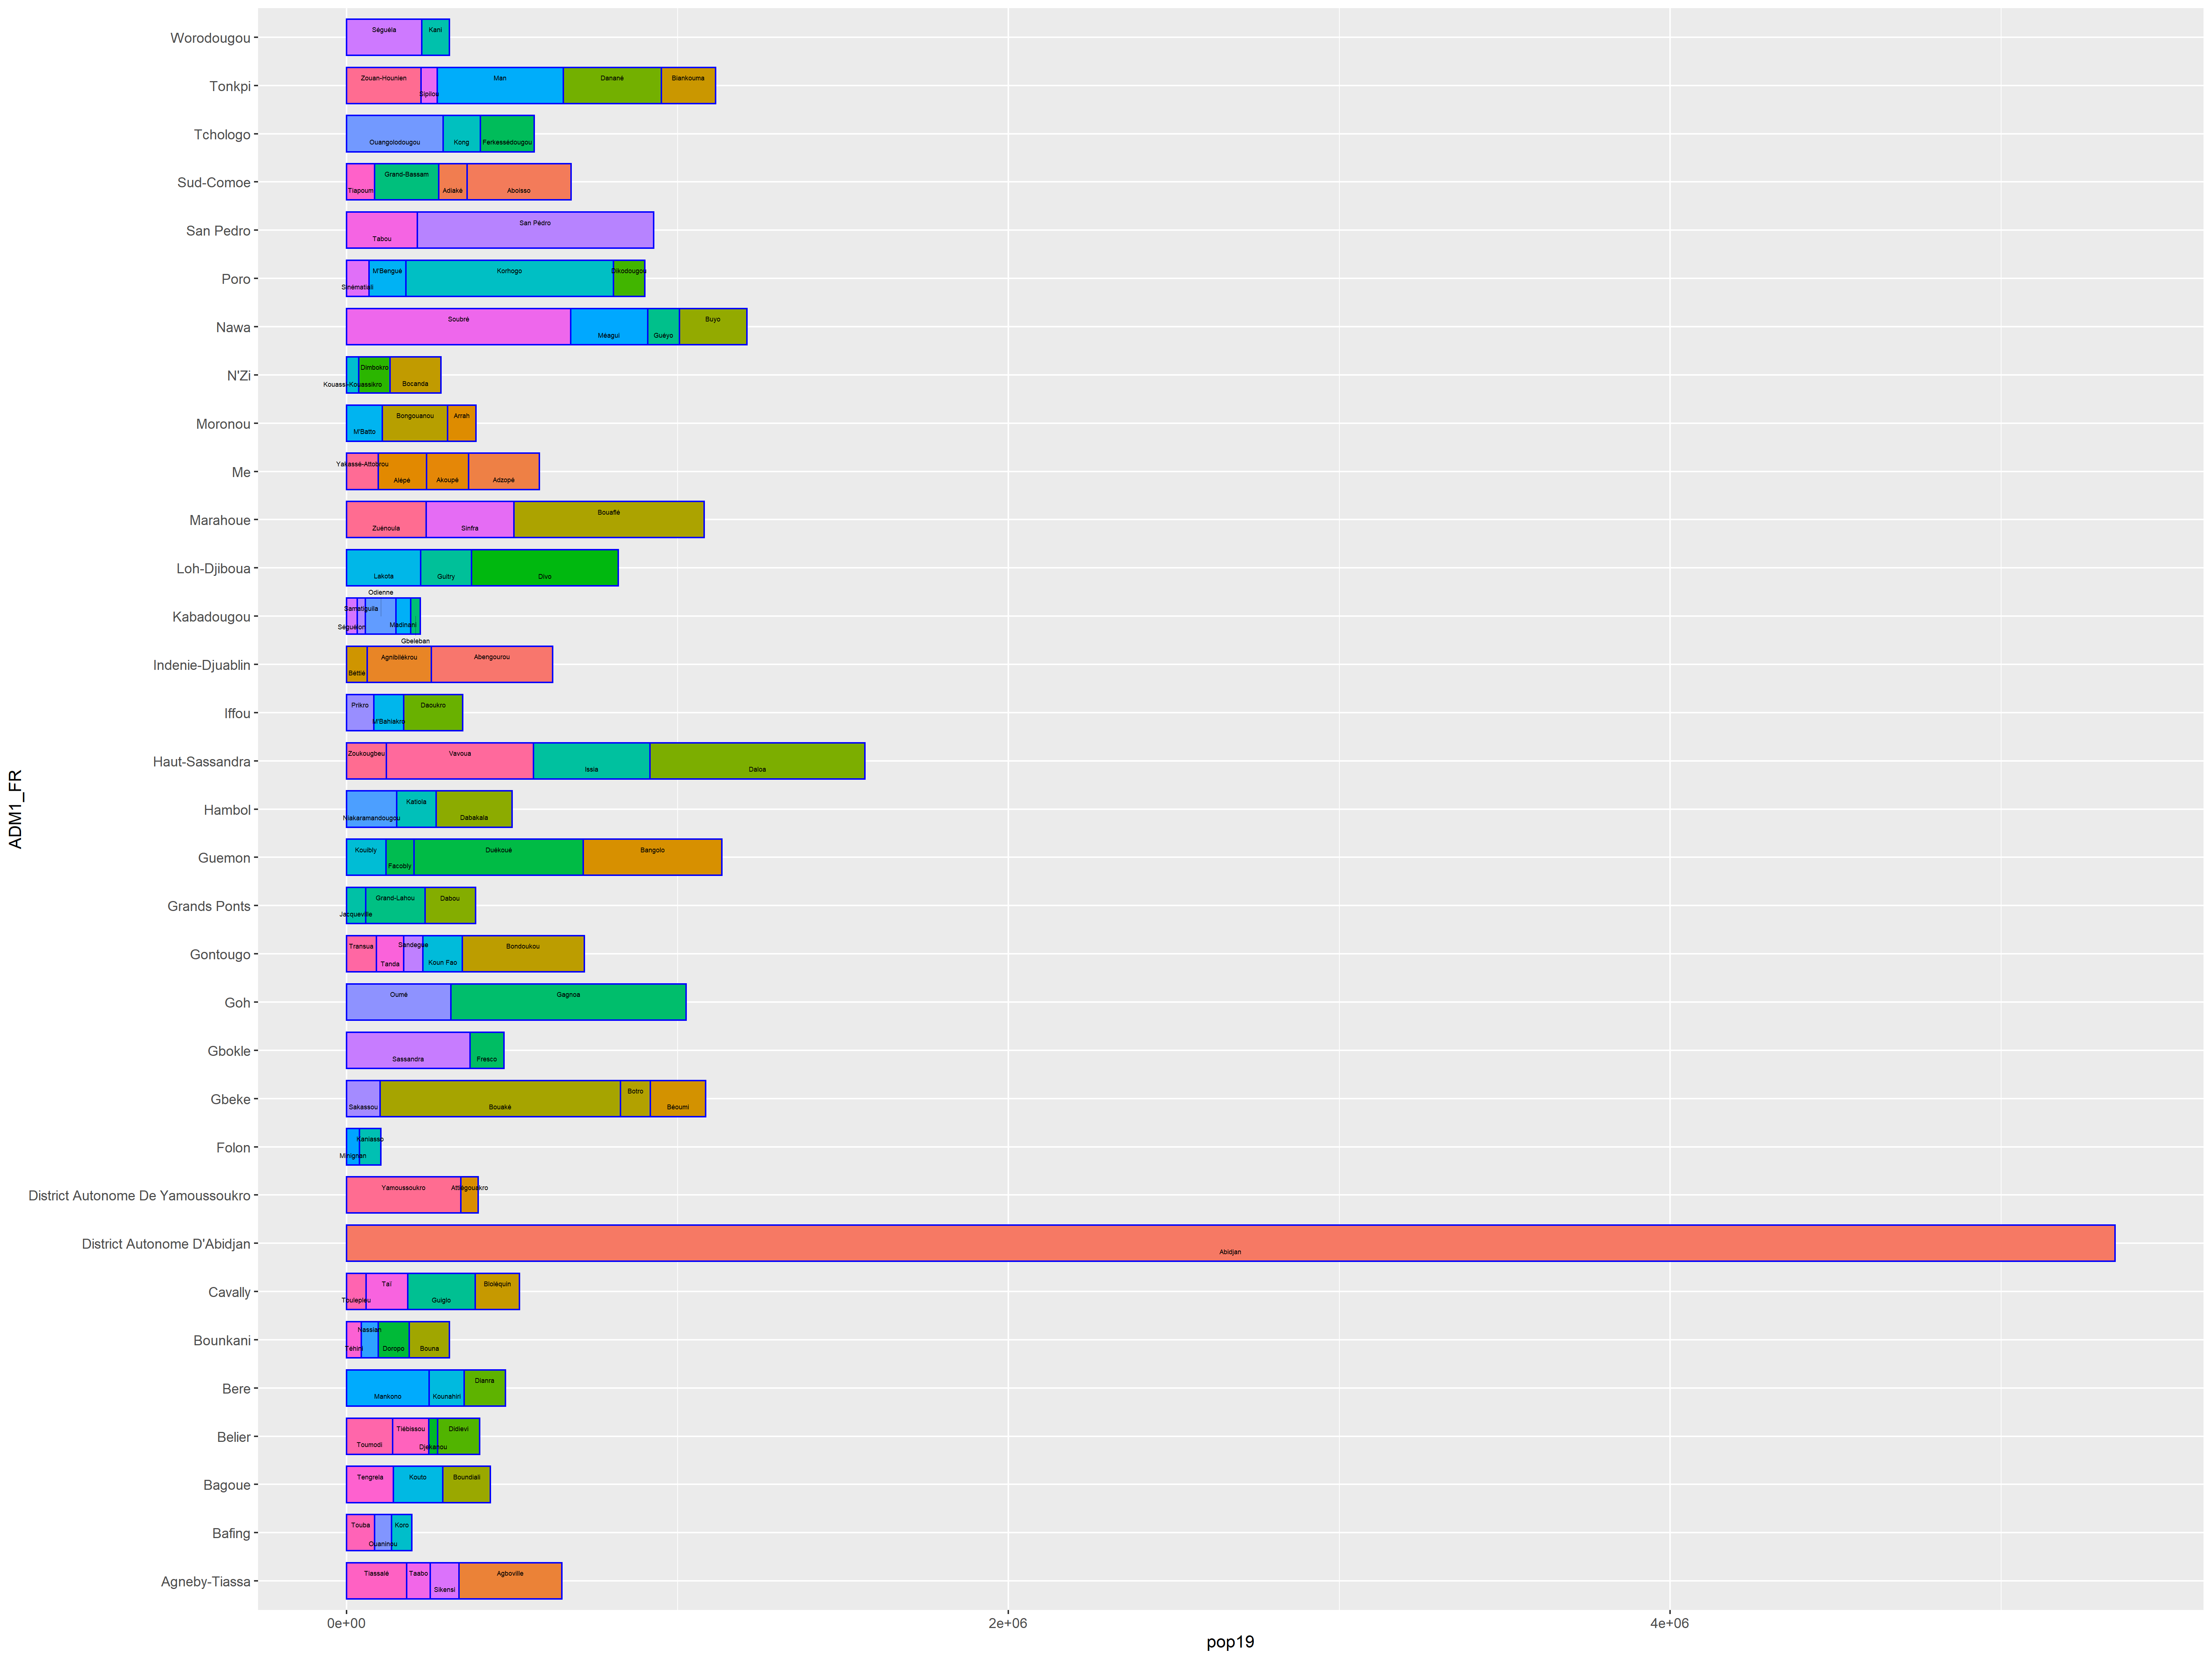 Worodougou
Séguéla Kani
Tonkpi
Zouan-Hounien Man Danané Biankouma
Sipilou
Tchologo
Ouangolodougou Kong Ferkessédougou
Sud-Comoe
Grand-Bassam
Tiapoum Adiaké Aboisso
San Pedro
San Pédro
Tabou
Poro
M'Bengué Korhogo Dikodougou
Sinématiali
Nawa
Soubré Buyo
Méagui Guéyo
N'Zi
Dimbokro
Kouassi-Kouassikro Bocanda
Moronou
Bongouanou Arrah
M'Batto
Me
Yakassé-Attobrou
Alépé Akoupé Adzopé
Marahoue
Bouaflé
Zuénoula Sinfra
Loh-Djiboua
Lakota Guitry Divo
Odienne
Kabadougou
Samatiguila
Séguélon Madinani
Gbeleban
Indenie-Djuablin
Agnibilékrou Abengourou
Bettié
Iffou
Prikro Daoukro
M'Bahiakro
Haut-Sassandra
Zoukougbeu Vavoua
Issia Daloa
Hambol
Katiola
Niakaramandougou Dabakala
Guemon
Kouibly Duékoué Bangolo
Facobly
Grands Ponts
Grand-Lahou Dabou
Jacqueville
Gontougo
Transua Sandegue Bondoukou
Tanda Koun Fao
Goh
Oumé Gagnoa
Gbokle
Sassandra Fresco
Gbeke
Botro
Sakassou Bouaké Béoumi
Folon
Kaniasso
Minignan
District Autonome De Yamoussoukro
Yamoussoukro Attiégouakro
District Autonome D'Abidjan
Abidjan
Cavally
Taï Bloléquin
Toulepleu Guiglo
Bounkani
Nassian
Téhini Doropo Bouna
Bere
Dianra
Mankono Kounahiri
Belier
Tiébissou Didievi
Toumodi Djekanou
Bagoue
Tengrela Kouto Boundiali
Bafing
Touba Koro
Ouaninou
Agneby-Tiassa
Tiassalé Taabo Agboville
Sikensi
ADM1_FR
0e+00 2e+06 4e+06
pop19